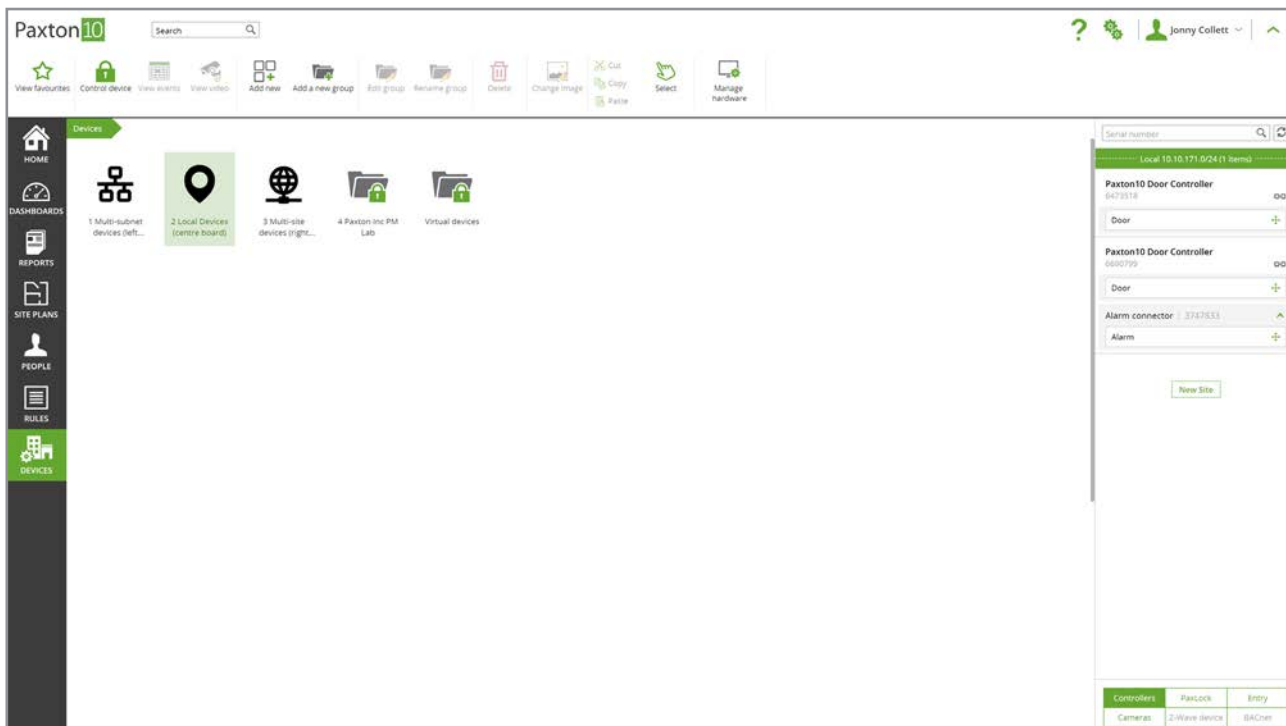 Paxton10
Search
Jonny Collett
View favourites
Control device
View events
View video
Add new
Add a new group
Edit group
Rename group
Delete
Change image
Cut
Copy
Paste
Select
Manage
hardware
HOME
DASHBOARDS
REPORTS
SITE PLANS
PEOPLE
RULES
DEVICES
Devices
1 Multi-subnet
devices (left...
2 Local Devices
(centre board)
3 Multi-site
devices (right...
4 Paxton Inc PM
Lab
Virtual devices
Serial number
Local 10.10.171.0/24 (1 items)
Paxton10 Door Controller
6473518
Door
Paxton10 Door Controller
6680799
Door
Alarm connector | 3747833
Alarm
New Site
Controllers
PaxLock
Entry
Cameras
Z-Wave device
BACnet